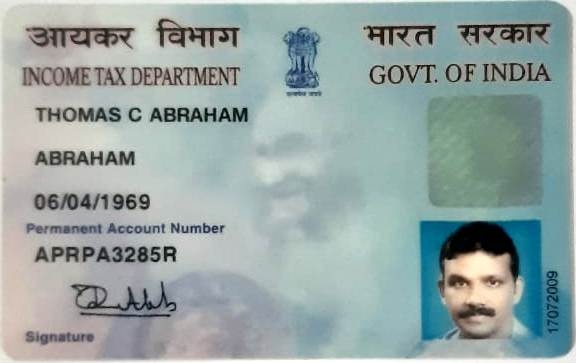 आयकर विभाग
INCOME TAX DEPARTMENT
भारत सरकार
GOVT. OF INDIA
THOMAS C ABRAHAM
ABRAHAM
06/04/1969
Permanent Account Number
APRPA3285R
Signature
17072009